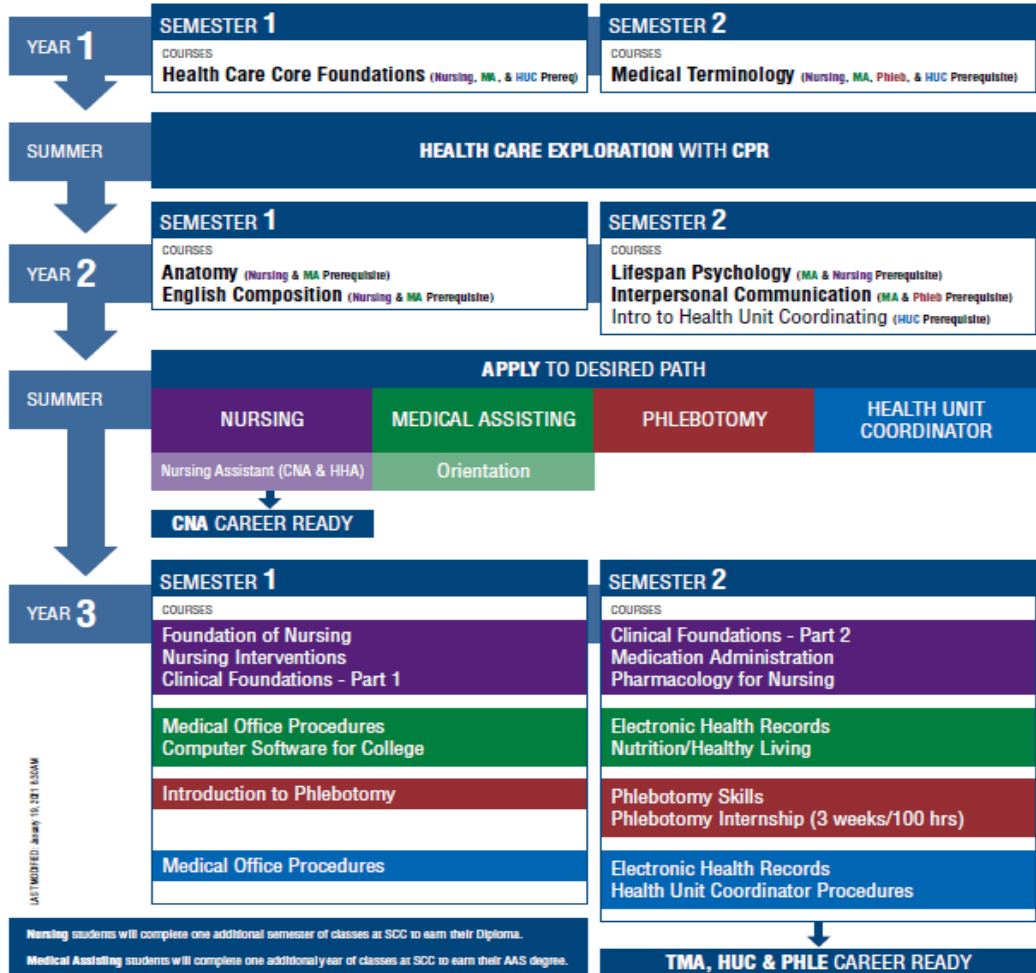 YEAR 1
SEMESTER 1
COURSES
Health Care Core Foundations (Nursing, MA, & HUC Prereq)
SEMESTER 2
COURSES
Medical Terminology (Nursing, MA, Phleb, & HUC Prerequisite)
SUMMER
HEALTH CARE EXPLORATION WITH CPR
YEAR 2
SEMESTER 1
COURSES
Anatomy (Nursing & MA Prerequisite)
English Composition (Nursing & MA Prerequisite)
SEMESTER 2
COURSES
Lifespan Psychology (MA & Nursing Prerequisite)
Interpersonal Communication (MA & Phleb Prerequisite)
Intro to Health Unit Coordinating (HUC Prerequisite)
SUMMER
APPLY TO DESIRED PATH
NURSING
MEDICAL ASSISTING
PHLEBOTOMY
HEALTH UNIT
COORDINATOR
Nursing Assistant (CNA & HHA)
Orientation
CNA CAREER READY
YEAR 3
SEMESTER 1
COURSES
Foundation of Nursing
Nursing Interventions
Clinical Foundations - Part 1
Medical Office Procedures
Computer Software for College
Introduction to Phlebotomy
Medical Office Procedures
SEMESTER 2
COURSES
Clinical Foundations - Part 2
Medication Administration
Pharmacology for Nursing
Electronic Health Records
Nutrition/Healthy Living
Phlebotomy Skills
Phlebotomy Internship (3 weeks/100 hrs)
Electronic Health Records
Health Unit Coordinator Procedures
LAST MODIFIED: January 19, 2021 8:50AM
Nursing students will complete one additional semester of classes at SCC to earn their Diploma.
Medical Assisting students will complete one additional year of classes at SCC to earn their AAS degree.
TMA, HUC & PHLE CAREER READY